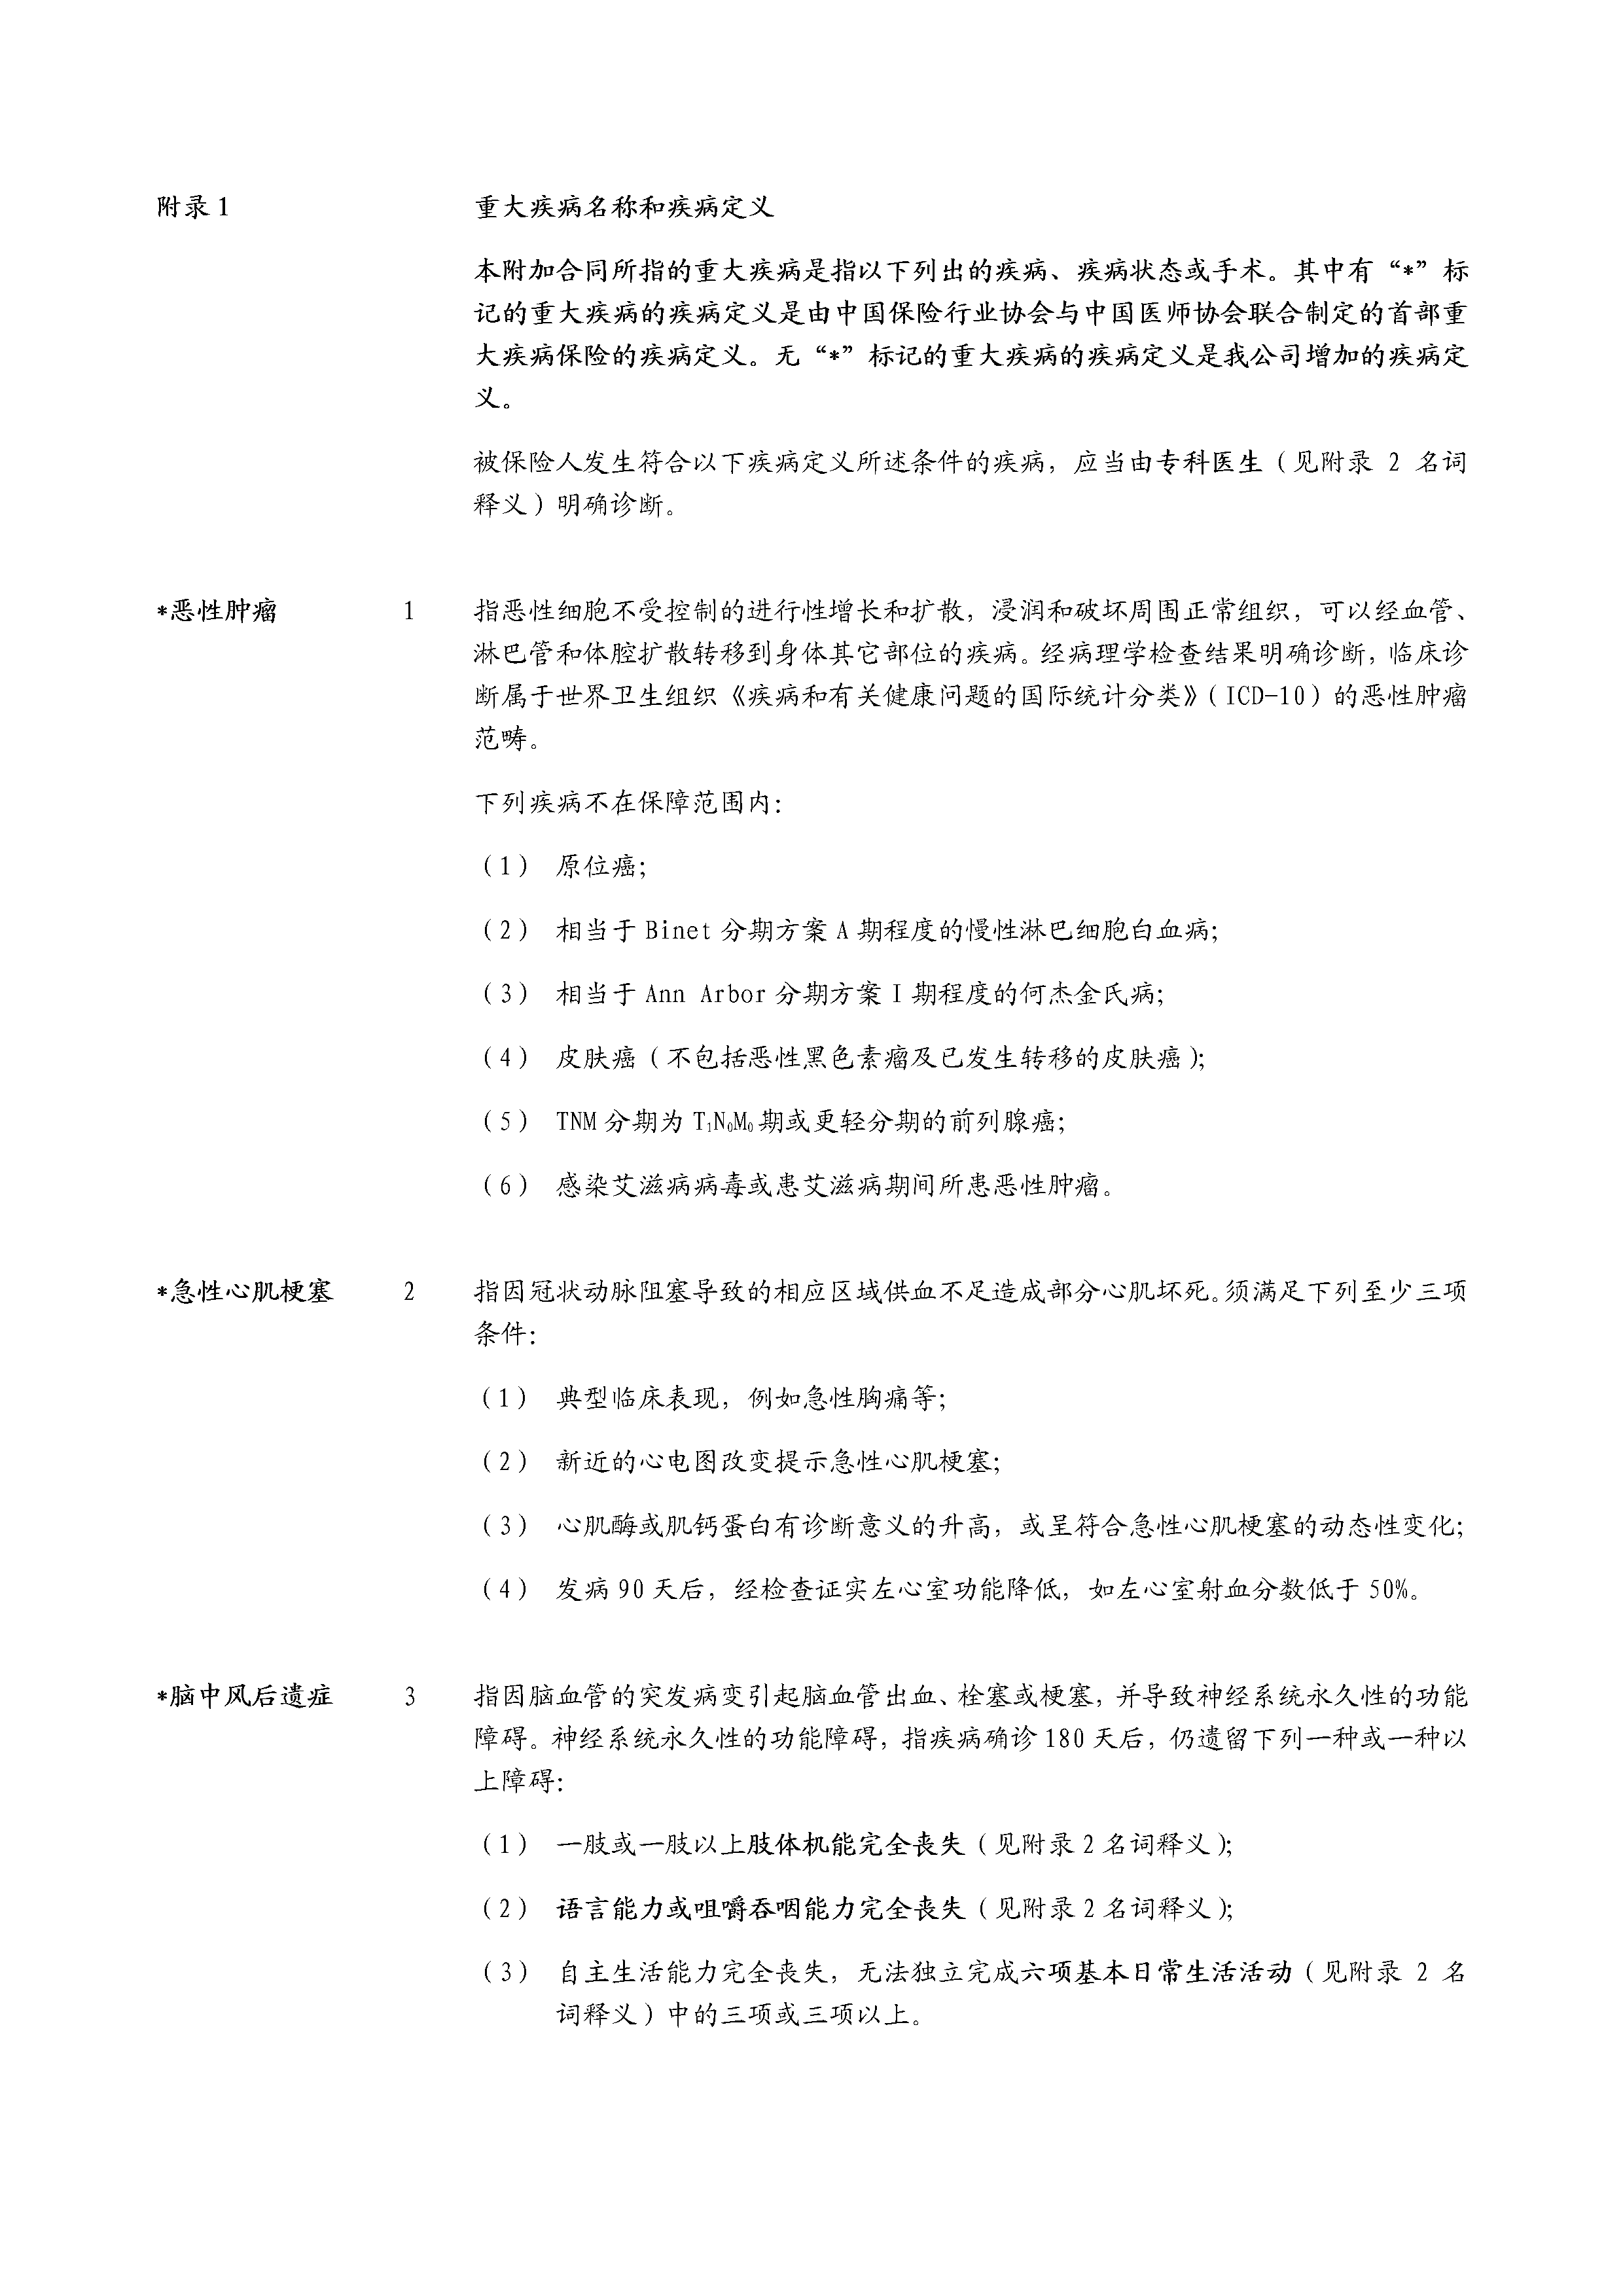 附录1 重大疾病名称和疾病定义
本附加合同所指的重大疾病是指以下列出的疾病、疾病状态或手术。其中有“*”标
记的重大疾病的疾病定义是由中国保险行业协会与中国医师协会联合制定的首部重
大疾病保险的疾病定义。无“*”标记的重大疾病的疾病定义是我公司增加的疾病定
义。
被保险人发生符合以下疾病定义所述条件的疾病，应当由专科医生（见附录 2 名词
释义）明确诊断。
*恶性肿瘤 1 指恶性细胞不受控制的进行性增长和扩散，浸润和破坏周围正常组织，可以经血管、
淋巴管和体腔扩散转移到身体其它部位的疾病。经病理学检查结果明确诊断，临床诊
断属于世界卫生组织《疾病和有关健康问题的国际统计分类》（ICD-10）的恶性肿瘤
范畴。
下列疾病不在保障范围内：
（1） 原位癌；
（2） 相当于 Binet 分期方案 A 期程度的慢性淋巴细胞白血病；
（3） 相当于 Ann Arbor 分期方案 I 期程度的何杰金氏病；
（4） 皮肤癌（不包括恶性黑色素瘤及已发生转移的皮肤癌）；
（5） TNM 分期为 T₁N₀M₀期或更轻分期的前列腺癌；
（6） 感染艾滋病病毒或患艾滋病期间所患恶性肿瘤。
*急性心肌梗塞 2 指因冠状动脉阻塞导致的相应区域供血不足造成部分心肌坏死。须满足下列至少三项
条件：
（1） 典型临床表现，例如急性胸痛等；
（2） 新近的心电图改变提示急性心肌梗塞；
（3） 心肌酶或肌钙蛋白有诊断意义的升高，或呈符合急性心肌梗塞的动态性变化；
（4） 发病 90 天后，经检查证实左心室功能降低，如左心室射血分数低于 50%。
*脑中风后遗症 3 指因脑血管的突发病变引起脑血管出血、栓塞或梗塞，并导致神经系统永久性的功能
障碍。神经系统永久性的功能障碍，指疾病确诊 180 天后，仍遗留下列一种或一种以
上障碍：
（1） 一肢或一肢以上肢体机能完全丧失（见附录 2 名词释义）；
（2） 语言能力或咀嚼吞咽能力完全丧失（见附录 2 名词释义）；
（3） 自主生活能力完全丧失，无法独立完成六项基本日常生活活动（见附录 2 名
词释义）中的三项或三项以上。